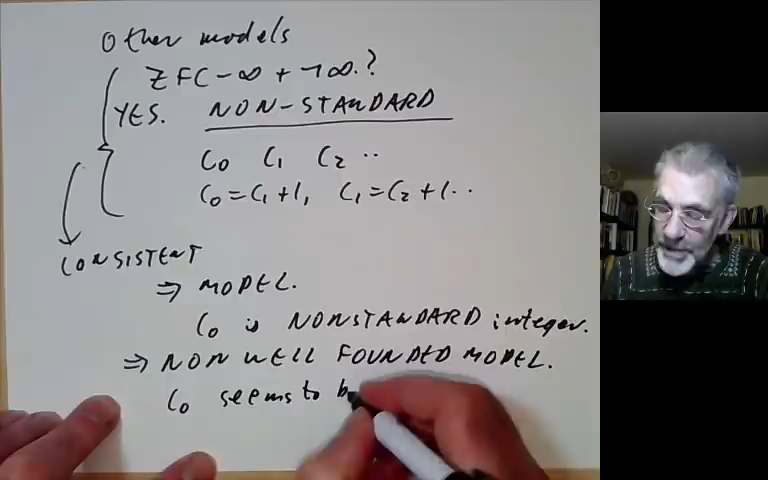 Other models
ZFC-∞ + ¬∞.?
YES. NON-STANDARD
C₀ C₁ C₂ ..
C₀=C₁+1, C₁=C₂+1..
CONSISTENT
⇒ MODEL.
C₀ is NONSTANDARD integer.
⇒ NON WELL FOUNDED MODEL.
C₀ seems to b